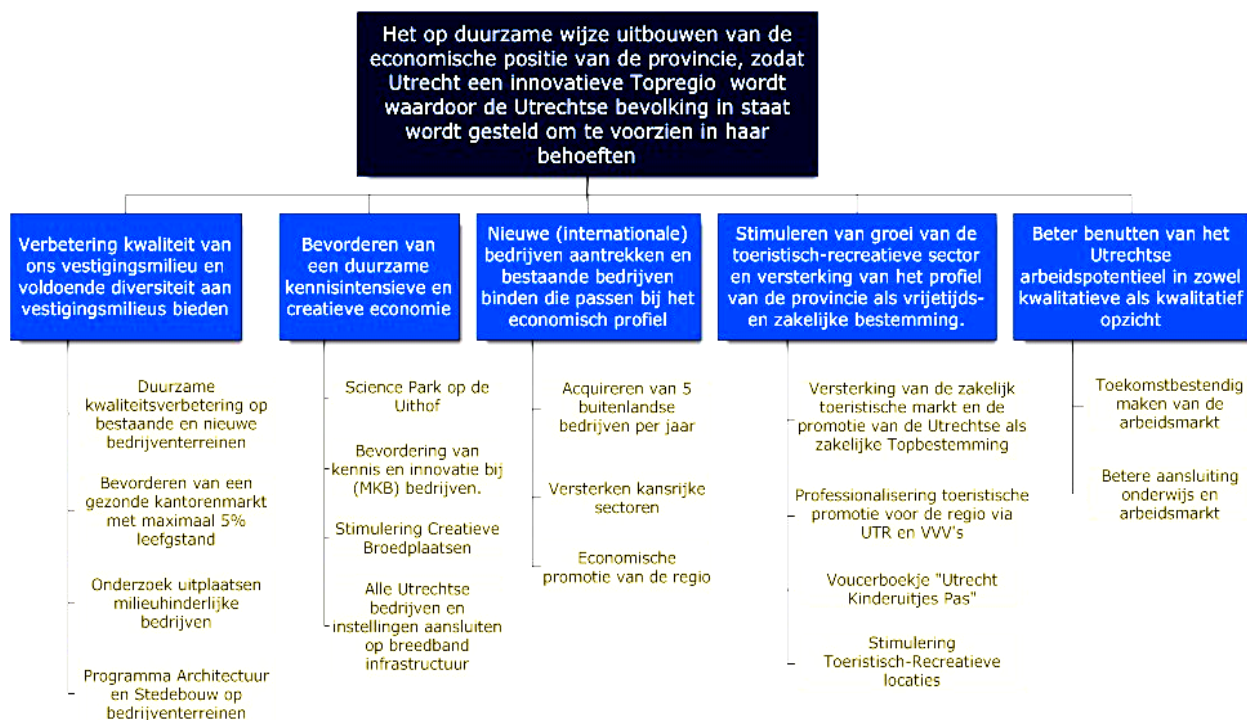 Het op duurzame wijze uitbouwen van de
economische positie van de provincie, zodat
Utrecht een innovatieve Topregio wordt
waardoor de Utrechtse bevolking in staat
wordt gesteld om te voorzien in haar
behoeften
Verbetering kwaliteit van
ons vestigingsmilieu en
voldoende diversiteit aan
vestigingsmilieus bieden
Duurzame
kwaliteitsverbetering op
bestaande en nieuwe
bedrijventerreinen
Bevorderen van een
gezonde kantorenmarkt
met maximaal 5%
leefgstand
Onderzoek uitplaatsen
milieuhinderlijke
bedrijven
Programma Architectuur
en Stedebouw op
bedrijventerreinen
Bevorderen van
een duurzame
kennisintensieve en
creatieve economie
Science Park op de
Uithof
Bevordering van
kennis en innovatie bij
(MKB) bedrijven.
Stimulering Creatieve
Broedplaatsen
Alle Utrechtse
bedrijven en
instellingen aansluiten
op breedband
infrastructuur
Nieuwe (internationale)
bedrijven aantrekken en
bestaande bedrijven
binden die passen bij het
economisch profiel
Acquireren van 5
buitenlandse
bedrijven per jaar
Versterken kansrijke
sectoren
Economische
promotie van de regio
Stimuleren van groei van de
toeristisch-recreatieve sector
en versterking van het profiel
van de provincie als vrijetijds-
en zakelijke bestemming.
Versterking van de zakelijk
toeristische markt en de
promotie van de Utrechtse als
zakelijke Topbestemming
Professionalisering toeristische
promotie voor de regio via
UTR en VVV's
Voucerboekje "Utrecht
Kinderuitjes Pas"
Stimulering
Toeristisch-Recreatieve
locaties
Beter benutten van het
Utrechtse
arbeidspotentieel in zowel
kwalitatieve als kwalitatief
opzicht
Toekomstbestendig
maken van de
arbeidsmarkt
Betere aansluiting
onderwijs en
arbeidsmarkt